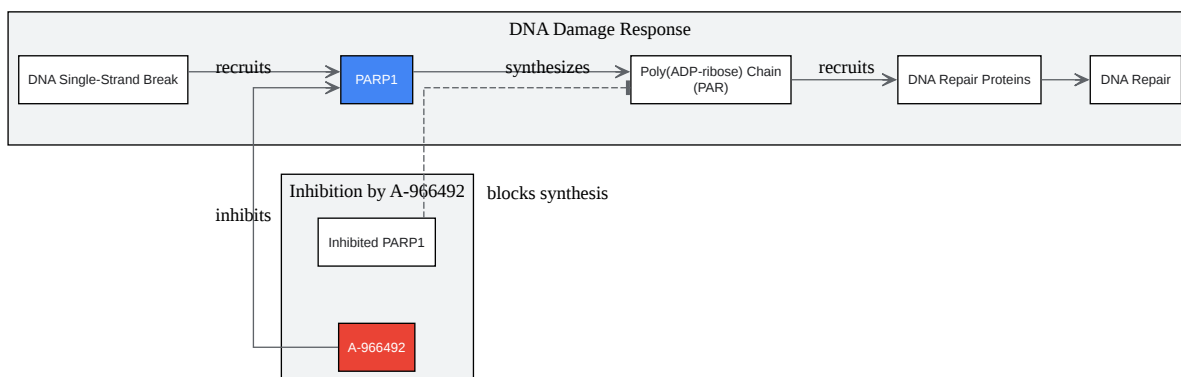 DNA Damage Response
DNA Single-Strand Break
recruits
PARP1
synthesizes
Poly(ADP-ribose) Chain
(PAR)
recruits
DNA Repair Proteins
DNA Repair
Inhibition by A-966492
blocks synthesis
inhibits
Inhibited PARP1
A-966492